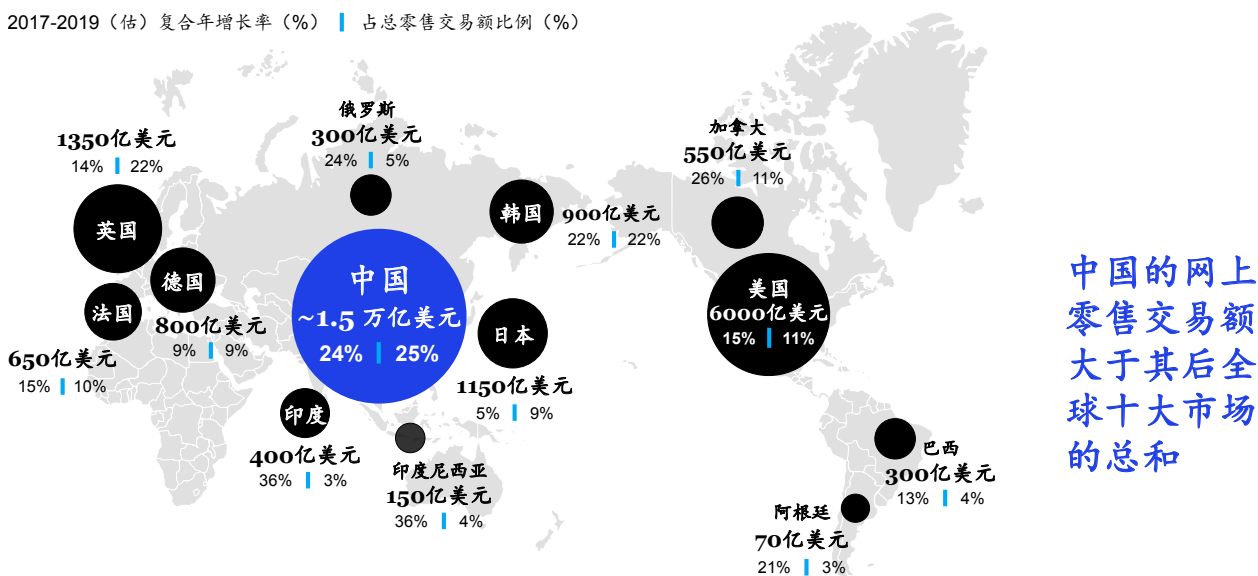 2017-2019（估）复合年增长率（%） | 占总零售交易额比例（%）
1350亿美元
14% | 22%
英国
俄罗斯
300亿美元
24% | 5%
韩国
900亿美元
22% | 22%
加拿大
550亿美元
26% | 11%
德国
800亿美元
9% | 9%
法国
650亿美元
15% | 10%
中国
~1.5 万亿美元
24% | 25%
日本
1150亿美元
5% | 9%
美国
6000亿美元
15% | 11%
印度
400亿美元
36% | 3%
印度尼西亚
150亿美元
36% | 4%
巴西
300亿美元
13% | 4%
阿根廷
70亿美元
21% | 3%
中国的网上
零售交易额
大于其后全
球十大市场
的总和